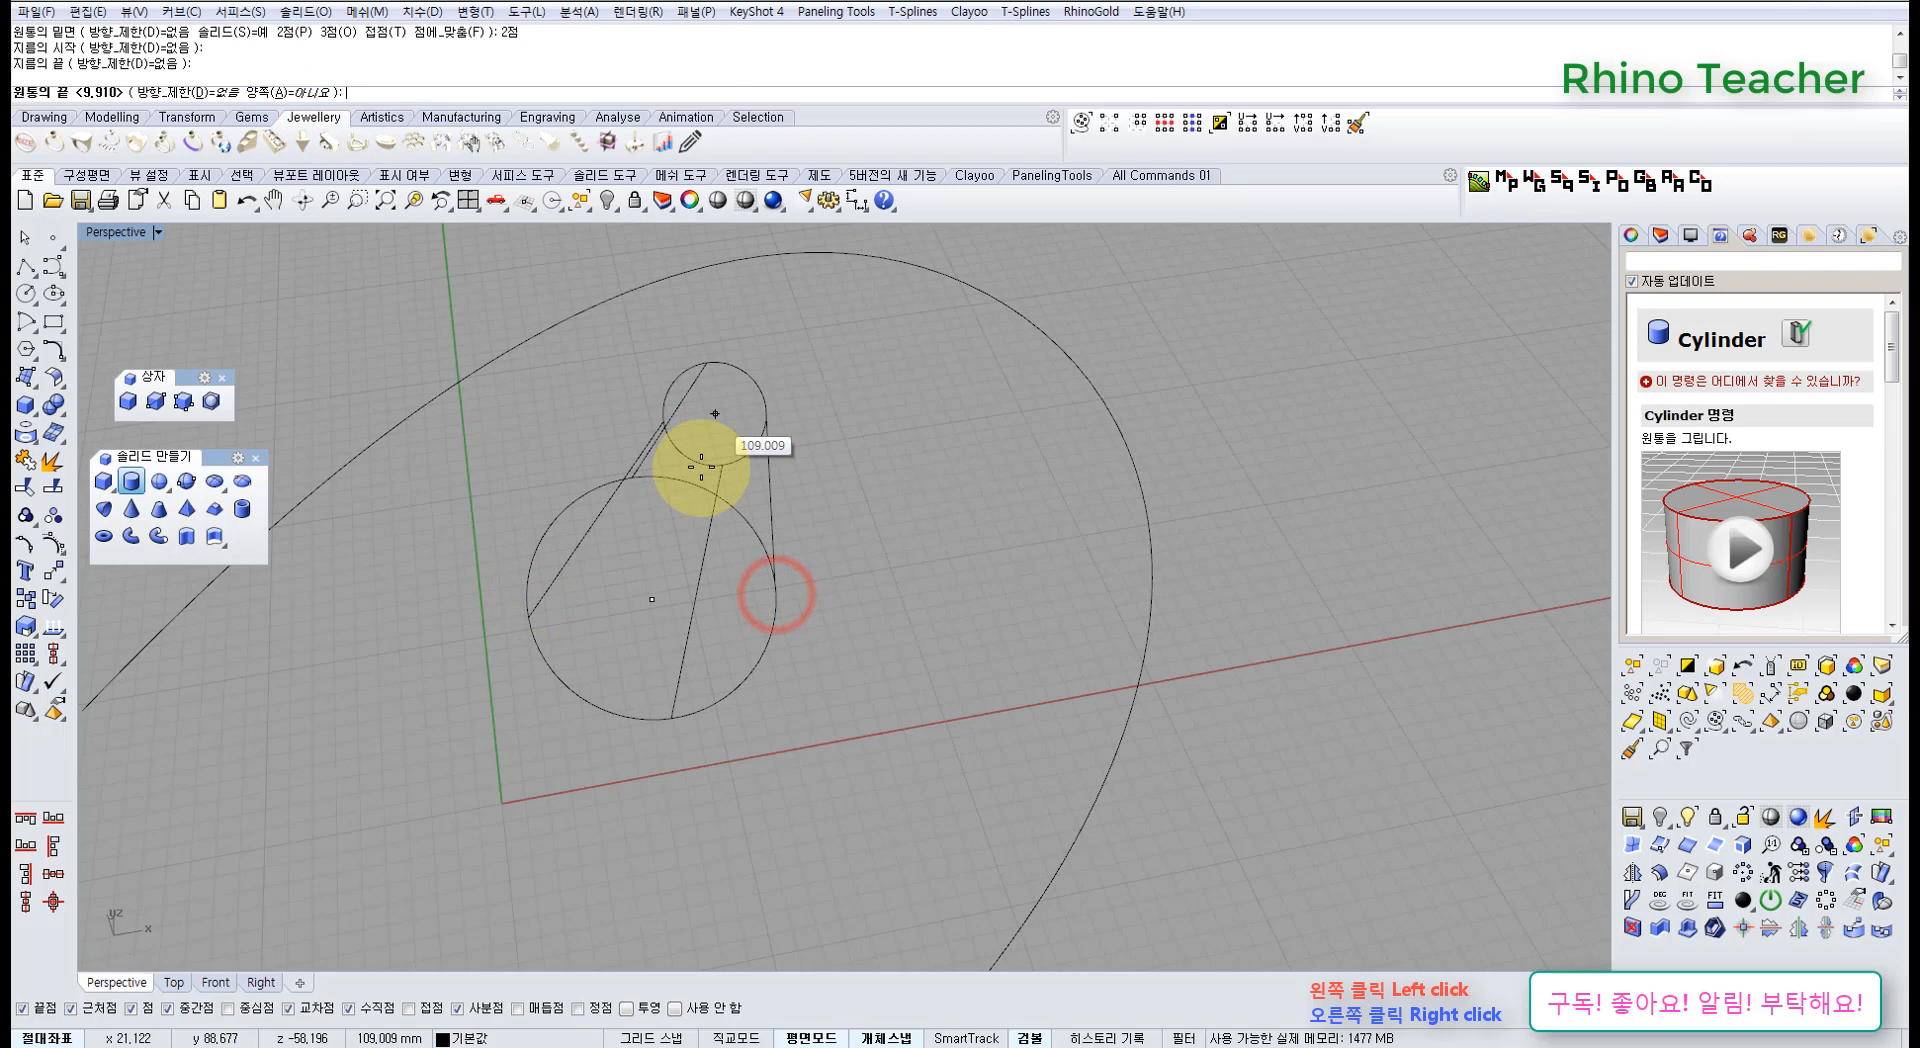 파일(F) 편집(E) 뷰(V) 커브(C) 서피스(S) 솔리드(O) 메쉬(M) 치수(D) 변형(T) 도구(L) 분석(A) 렌더링(R) 패널(P) KeyShot 4 Paneling Tools T-Splines Clayoo T-Splines RhinoGold 도움말(H)
원통의 밑면 ( 방향_제한(D)=없음 솔리드(S)=예 2점(P) 3점(O) 접점(T) 점에_맞춤(F) ): 2점
지름의 시작 ( 방향_제한(D)=없음 ):
지름의 끝 ( 방향_제한(D)=없음 ):
원통의 끝 <9.910> ( 방향_제한(D)=없음 양쪽(A)=아니요 ):
Rhino Teacher
Drawing Modelling Transform Gems Jewellery Artistics Manufacturing Engraving Analyse Animation Selection
표준 구성평면 뷰 설정 표시 선택 뷰포트 레이아웃 표시 여부 변형 서피스 도구 솔리드 도구 메쉬 도구 렌더링 도구 제도 5버전의 새 기능 Clayoo PanelingTools All Commands 01
Perspective
자동 업데이트
Cylinder
이 명령은 어디에서 찾을 수 있습니까?
Cylinder 명령
원통을 그립니다.
상자
솔리드 만들기
109.009
yz
x
Perspective Top Front Right
끝점 근처점 점 중간점 중심점 교차점 수직점 접점 사분점 매듭점 정점 투영 사용 안 함
왼쪽 클릭 Left click
오른쪽 클릭 Right click
구독! 좋아요! 알림! 부탁해요!
절대좌표 x 21,122 y 88,677 z -58,196 109,009 mm 기본값 그리드 스냅 직교모드 평면모드 개체스냅 SmartTrack 검볼 히스토리 기록 필터 사용 가능한 실제 메모리: 1477 MB